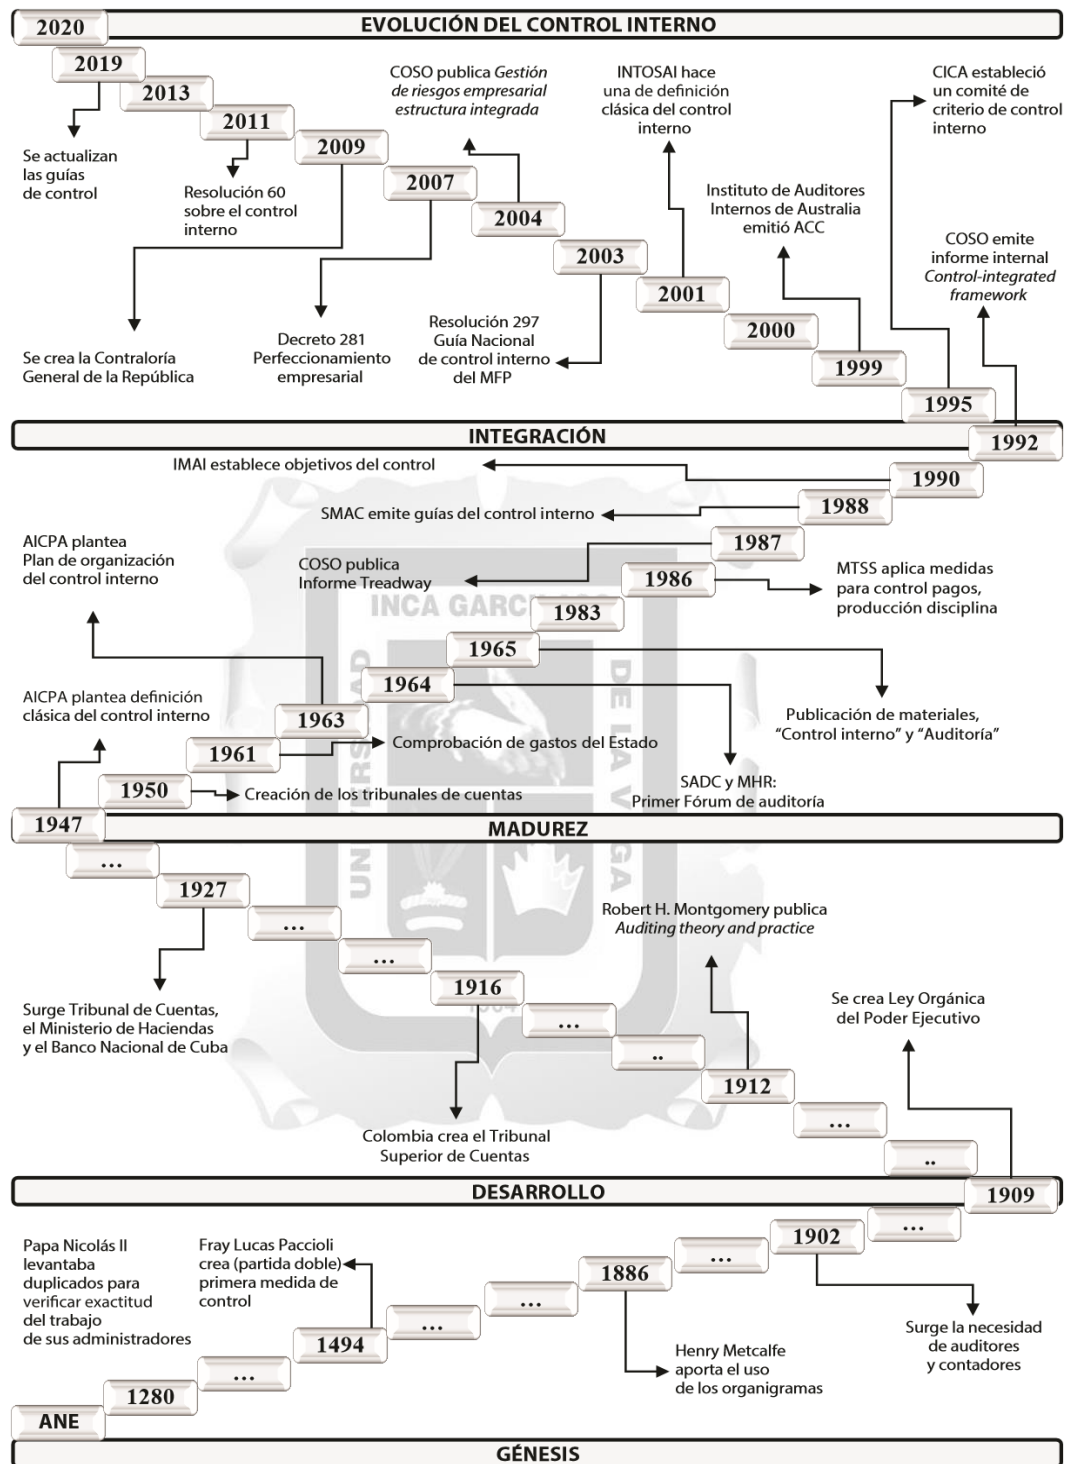 EVOLUCIÓN DEL CONTROL INTERNO
2020
2019
2013
2011
2009
2007
2004
2003
2001
2000
1999
1995
1992
Se actualizan
las guías
de control
Resolución 60
sobre el control
interno
COSO publica Gestión
de riesgos empresarial
estructura integrada
INTOSAI hace
una de definición
clásica del control
interno
CICA estableció
un comité de
criterio de control
interno
Instituto de Auditores
Internos de Australia
emitió ACC
COSO emite
informe internal
Control-integrated
framework
Se crea la Contraloría
General de la República
Decreto 281
Perfeccionamiento
empresarial
Resolución 297
Guía Nacional
de control interno
del MFP
INTEGRACIÓN
IMAI establece objetivos del control
1990
SMAC emite guías del control interno
1988
1987
AICPA plantea
Plan de organización
del control interno
COSO publica
Informe Treadway
1986
MTSS aplica medidas
para control pagos,
producción disciplina
INCA GARC
1983
1965
1964
UN
ERS
AD
DE LA V
GA
AICPA plantea definición
clásica del control interno
1963
Publicación de materiales,
“Control interno” y “Auditoría”
1961
Comprobación de gastos del Estado
1950
Creación de los tribunales de cuentas
SADC y MHR:
Primer Fórum de auditoría
1947
MADUREZ
...
1927
...
...
1916
...
..
1912
...
..
1909
Robert H. Montgomery publica
Auditing theory and practice
Surge Tribunal de Cuentas,
el Ministerio de Haciendas
y el Banco Nacional de Cuba
Se crea Ley Orgánica
del Poder Ejecutivo
Colombia crea el Tribunal
Superior de Cuentas
DESARROLLO
...
1902
...
1886
...
...
1494
...
1280
ANE
Papa Nicolás II
levantaba
duplicados para
verificar exactitud
del trabajo
de sus administradores
Fray Lucas Paccioli
crea (partida doble)
primera medida de
control
Henry Metcalfe
aporta el uso
de los organigramas
Surge la necesidad
de auditores
y contadores
GÉNESIS